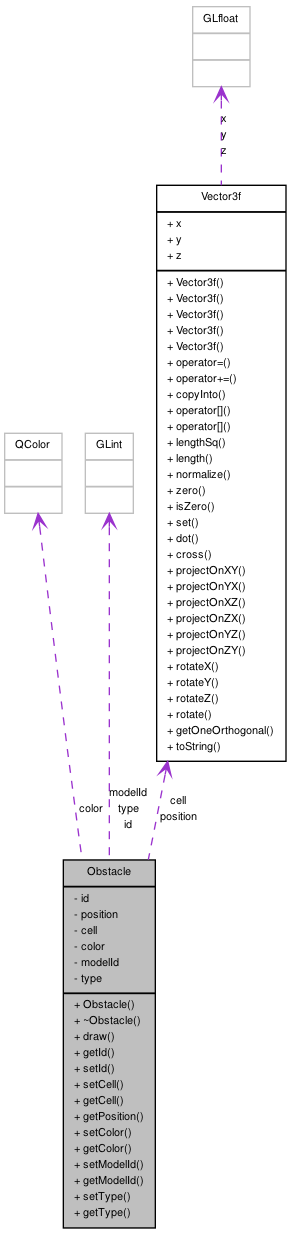 GLfloat
x
y
z
Vector3f
+ x
+ y
+ z
+ Vector3f()
+ Vector3f()
+ Vector3f()
+ Vector3f()
+ Vector3f()
+ operator=()
+ operator+=()
+ copyInto()
+ operator[]()
+ operator[]()
+ lengthSq()
+ length()
+ normalize()
+ zero()
+ isZero()
+ set()
+ dot()
+ cross()
+ projectOnXY()
+ projectOnYX()
+ projectOnXZ()
+ projectOnZX()
+ projectOnYZ()
+ projectOnZY()
+ rotateX()
+ rotateY()
+ rotateZ()
+ rotate()
+ getOneOrthogonal()
+ toString()
QColor
GLint
color
modelId
type
id
cell
position
Obstacle
- id
- position
- cell
- color
- modelId
- type
+ Obstacle()
+ ~Obstacle()
+ draw()
+ getId()
+ setId()
+ setCell()
+ getCell()
+ getPosition()
+ setColor()
+ getColor()
+ setModelId()
+ getModelId()
+ setType()
+ getType()